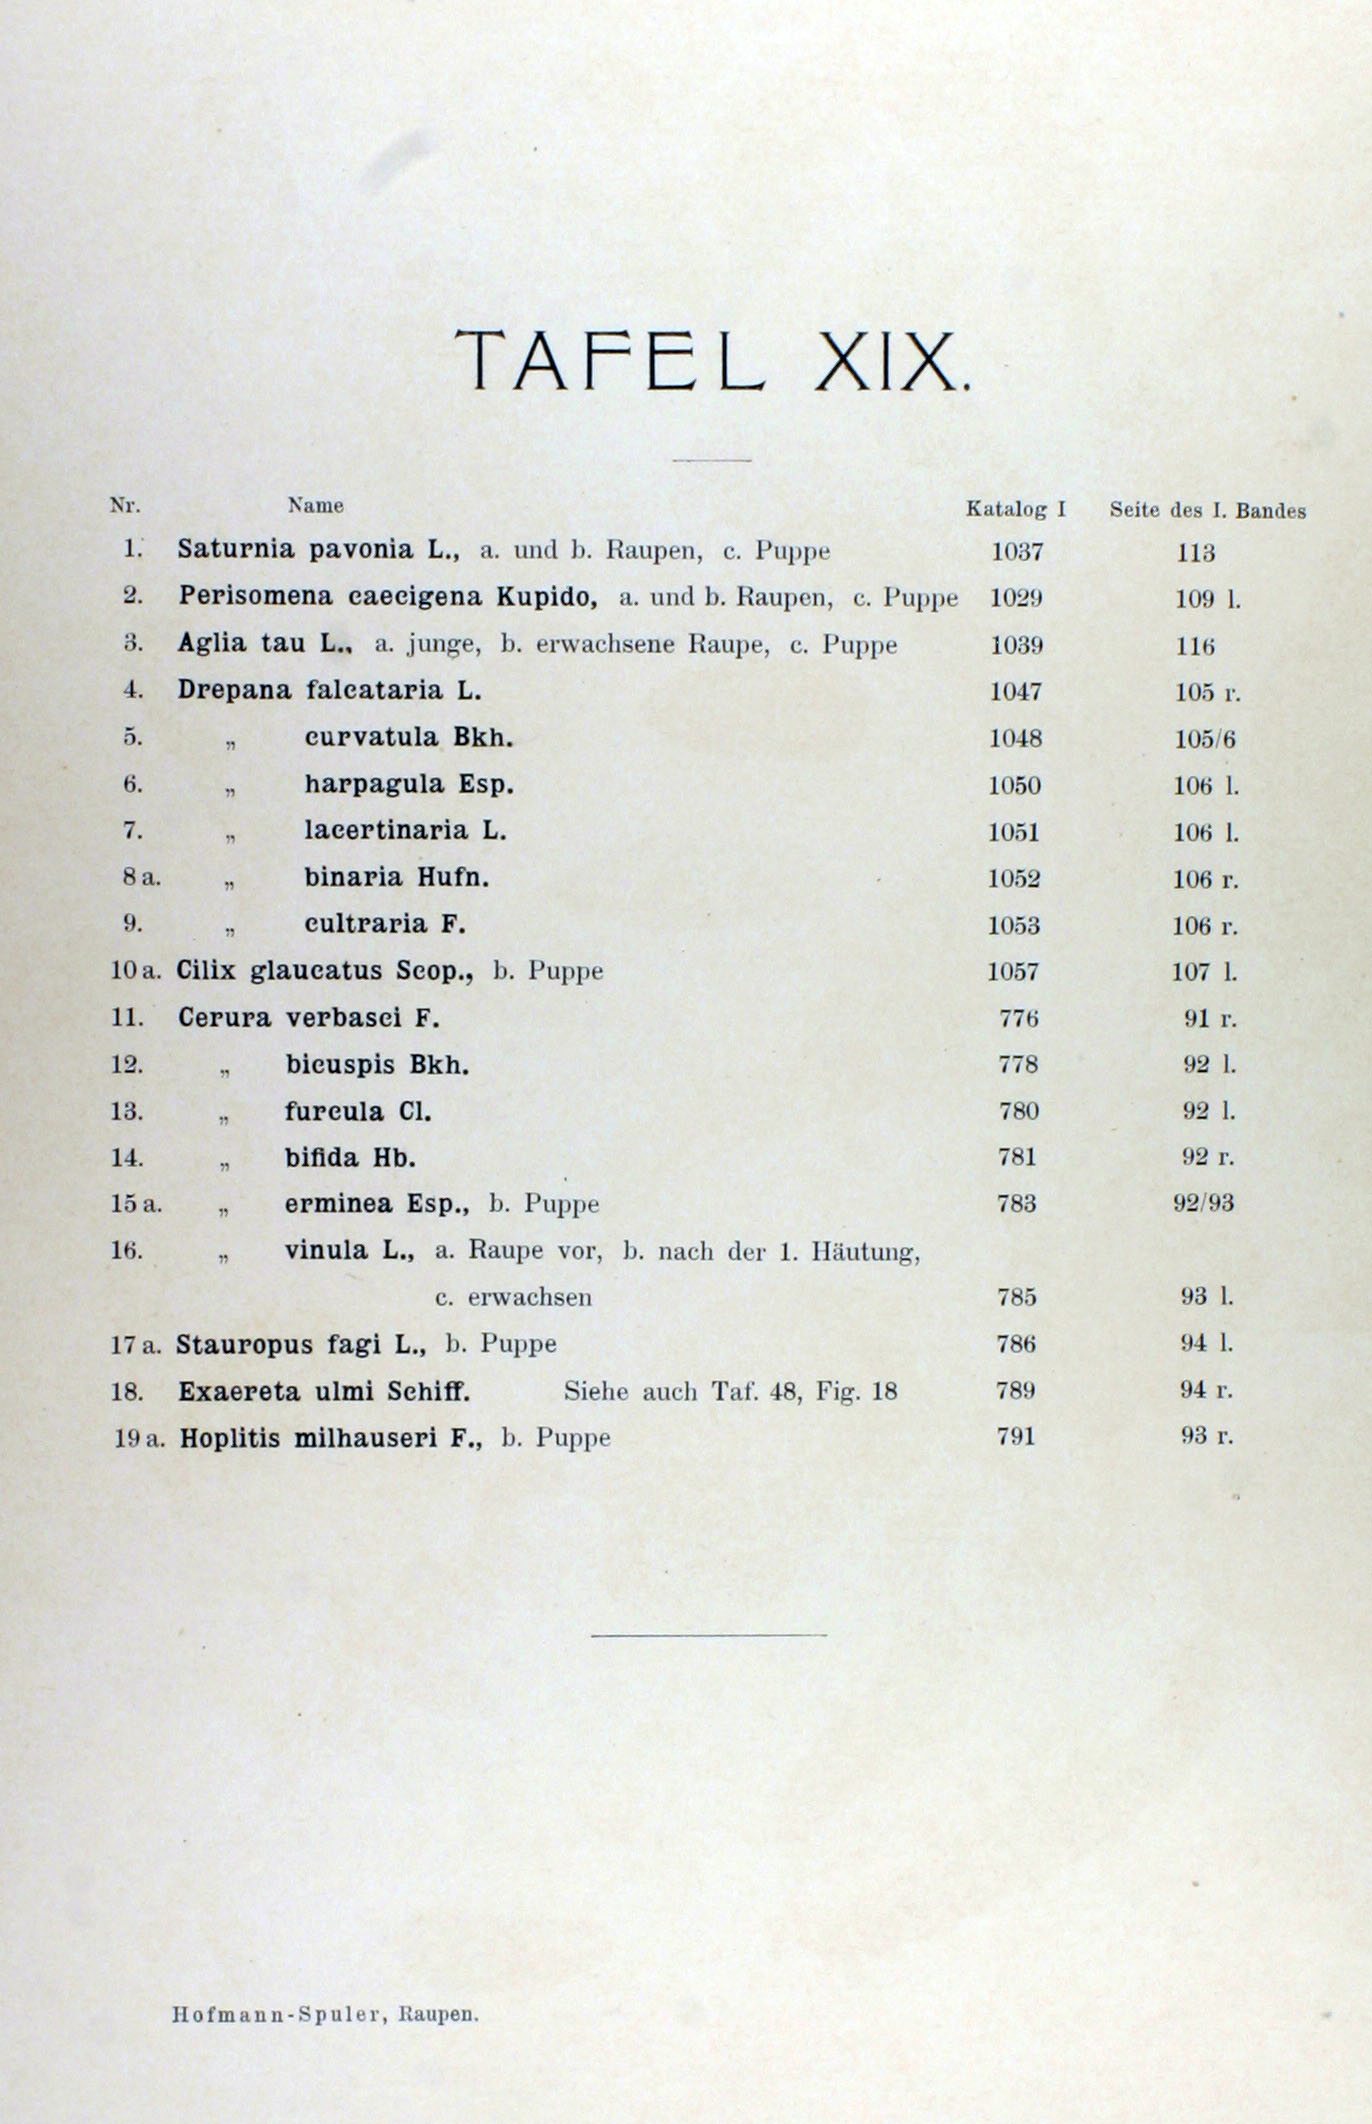 TAFEL XIX.
Nr. Name Katalog I Seite des I. Bandes
1. Saturnia pavonia L., a. und b. Raupen, c. Puppe 1037 113
2. Perisomena caecigena Kupido, a. und b. Raupen, c. Puppe 1029 109 l.
3. Aglia tau L., a. junge, b. erwachsene Raupe, c. Puppe 1039 116
4. Drepana falcataria L. 1047 105 r.
5. „ curvatula Bkh. 1048 105/6
6. „ harpagula Esp. 1050 106 l.
7. „ lacertinaria L. 1051 106 l.
8 a. „ binaria Hufn. 1052 106 r.
9. „ cultraria F. 1053 106 r.
10 a. Cilix glaucatus Scop., b. Puppe 1057 107 l.
11. Cerura verbasci F. 776 91 r.
12. „ bicuspis Bkh. 778 92 l.
13. „ furcula Cl. 780 92 l.
14. „ bifida Hb. 781 92 r.
15 a. „ erminea Esp., b. Puppe 783 92/93
16. „ vinula L., a. Raupe vor, b. nach der 1. Häutung,
c. erwachsen 785 93 l.
17 a. Stauropus fagi L., b. Puppe 786 94 l.
18. Exaereta ulmi Schiff. Siehe auch Taf. 48, Fig. 18 789 94 r.
19 a. Hoplitis milhauseri F., b. Puppe 791 93 r.
Hofmann-Spuler, Raupen.